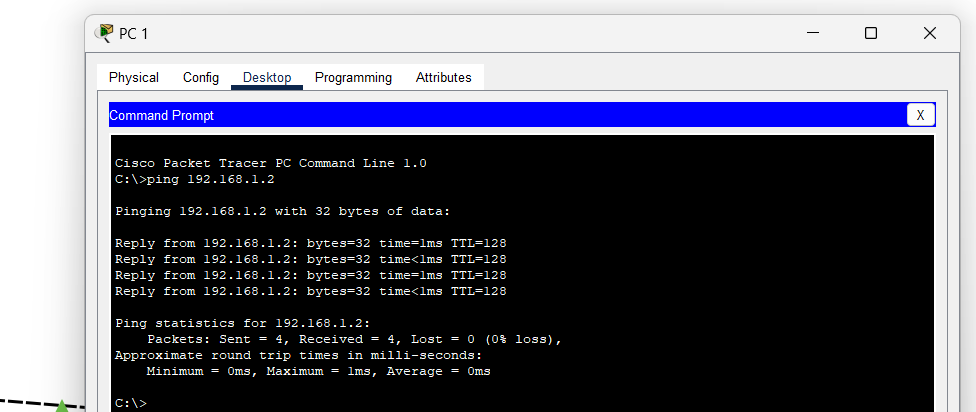 PC 1
Physical Config Desktop Programming Attributes
Command Prompt
X
Cisco Packet Tracer PC Command Line 1.0
C:\>ping 192.168.1.2
Pinging 192.168.1.2 with 32 bytes of data:
Reply from 192.168.1.2: bytes=32 time=1ms TTL=128
Reply from 192.168.1.2: bytes=32 time<1ms TTL=128
Reply from 192.168.1.2: bytes=32 time=1ms TTL=128
Reply from 192.168.1.2: bytes=32 time<1ms TTL=128
Ping statistics for 192.168.1.2:
Packets: Sent = 4, Received = 4, Lost = 0 (0% loss),
Approximate round trip times in milli-seconds:
Minimum = 0ms, Maximum = 1ms, Average = 0ms
C:\>